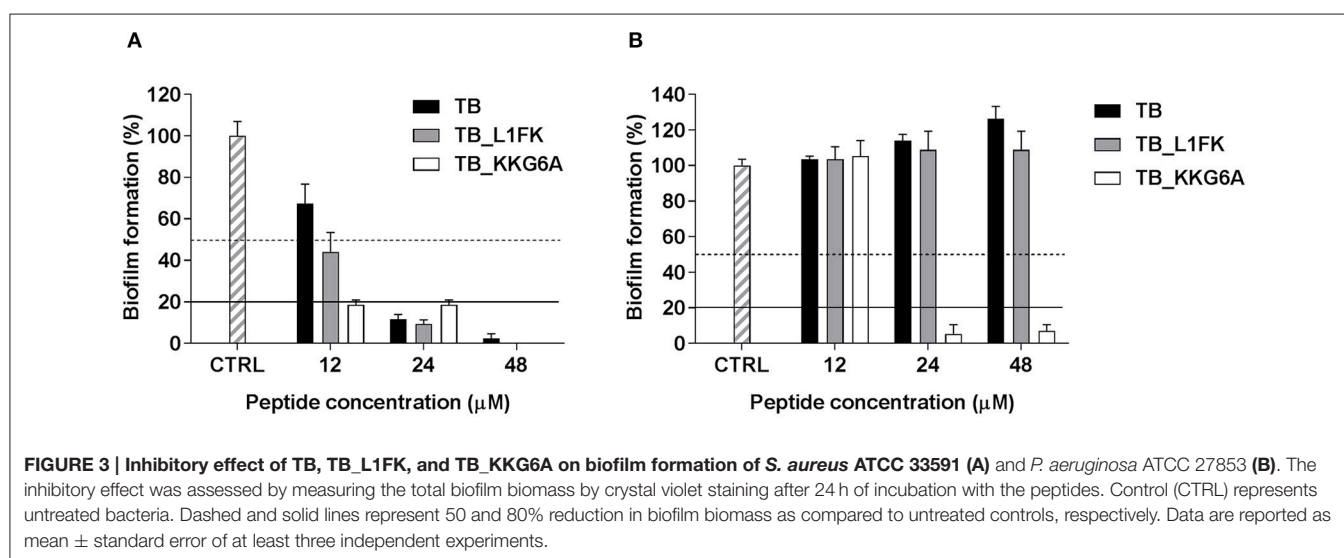 A
120
100
80
60
40
20
0
Biofilm formation (%)
TB
TB_L1FK
TB_KKG6A
CTRL 12 24 48
Peptide concentration (μM)
B
140
120
100
80
60
40
20
0
Biofilm formation (%)
TB
TB_L1FK
TB_KKG6A
CTRL 12 24 48
Peptide concentration (μM)
FIGURE 3 | Inhibitory effect of TB, TB_L1FK, and TB_KKG6A on biofilm formation of S. aureus ATCC 33591 (A) and P. aeruginosa ATCC 27853 (B). The
inhibitory effect was assessed by measuring the total biofilm biomass by crystal violet staining after 24 h of incubation with the peptides. Control (CTRL) represents
untreated bacteria. Dashed and solid lines represent 50 and 80% reduction in biofilm biomass as compared to untreated controls, respectively. Data are reported as
mean ± standard error of at least three independent experiments.